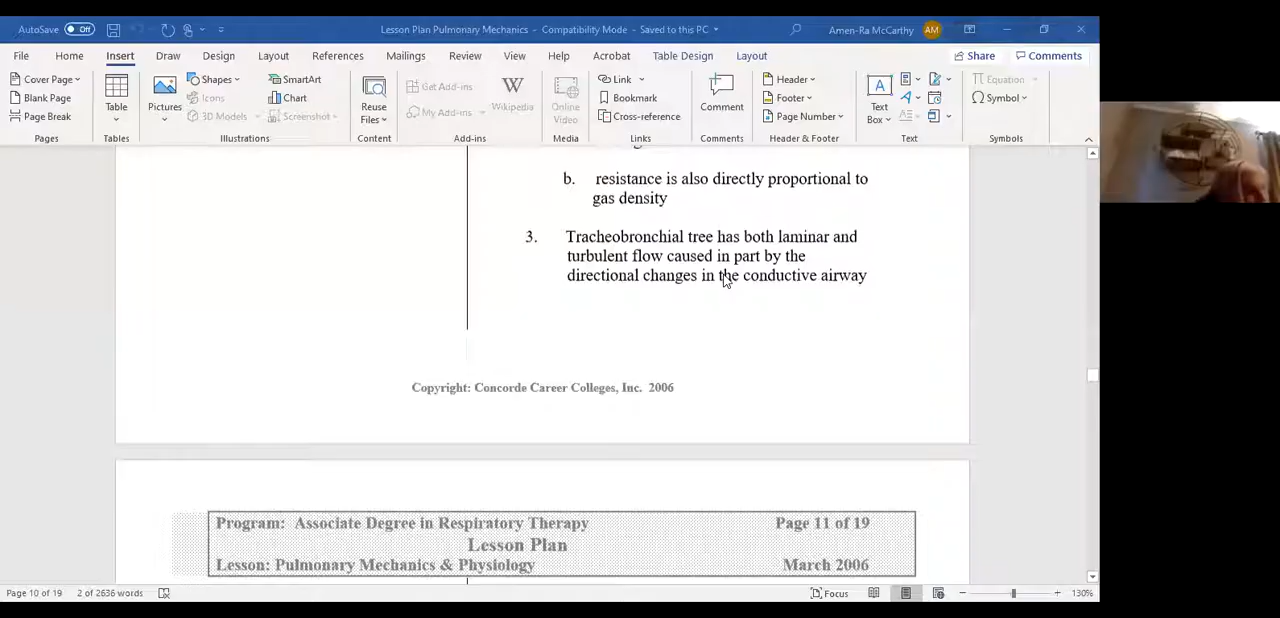 AutoSave Off Lesson Plan Pulmonary Mechanics - Compatibility Mode - Saved to this PC Amen-Ra McCarthy AM
File Home Insert Draw Design Layout References Mailings Review View Help Acrobat Table Design Layout Share Comments
Cover Page
Blank Page
Page Break
Pages
Table
Tables
Pictures
Shapes
Icons
3D Models
SmartArt
Chart
Screenshot
Illustrations
Reuse
Files
Content
Get Add-ins
My Add-ins
Wikipedia
Add-ins
Online
Video
Media
Link
Bookmark
Cross-reference
Links
Comment
Comments
Header
Footer
Page Number
Header & Footer
Text
Box
Text
Equation
Symbol
Symbols
b. resistance is also directly proportional to
gas density
3. Tracheobronchial tree has both laminar and
turbulent flow caused in part by the
directional changes in the conductive airway
Copyright: Concorde Career Colleges, Inc. 2006
Program: Associate Degree in Respiratory Therapy Page 11 of 19
Lesson Plan
Lesson: Pulmonary Mechanics & Physiology March 2006
Page 10 of 19 2 of 2636 words Focus 130%